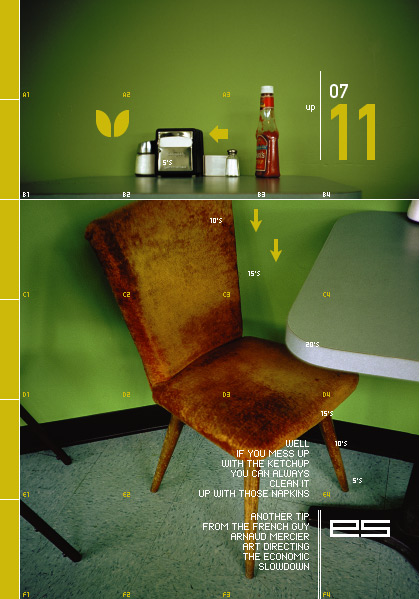 07
up
11
A1 A2 A3
5'S
B1 B2 B3 B4
10'S
15'S
C1 C2 C3 C4
20'S
D1 D2 D3 D4
15'S
10'S
5'S
WELL
IF YOU MESS UP
WITH THE KETCHUP
YOU CAN ALWAYS
CLEAN IT
UP WITH THOSE NAPKINS
E1 E2 E3 E4
ANOTHER TIP
FROM THE FRENCH GUY
ARNAUD MERCIER
ART DIRECTING
THE ECONOMIC
SLOWDOWN
es
F1 F2 F3 F4